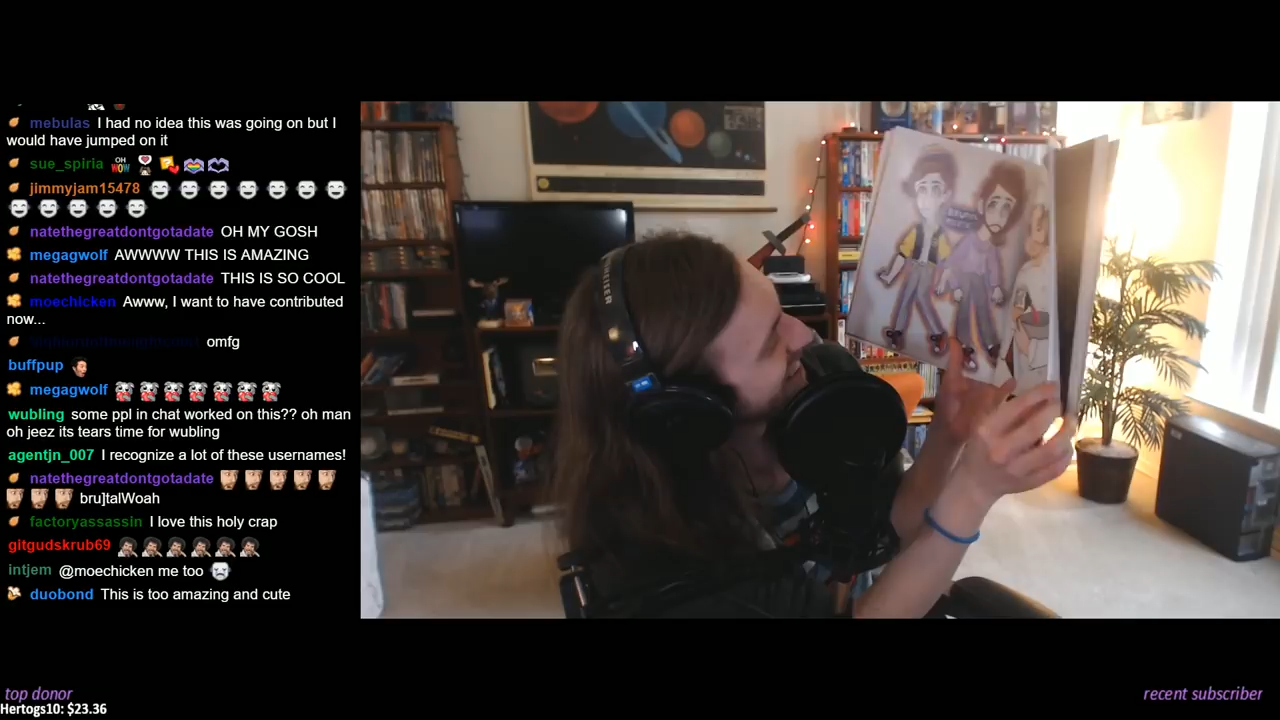 mebulas I had no idea this was going on but I
would have jumped on it
sue_spiria OH WOW
jimmyjam15478
natethegreatdontgotadate OH MY GOSH
megagwolf AWWWW THIS IS AMAZING
natethegreatdontgotadate THIS IS SO COOL
moechicken Awww, I want to have contributed
now...
omfg
buffpup
megagwolf
wubling some ppl in chat worked on this?? oh man
oh jeez its tears time for wubling
agentjn_007 I recognize a lot of these usernames!
natethegreatdontgotadate
bru]talWoah
factoryassassin I love this holy crap
gitgudskrub69
intjem @moechicken me too
duobond This is too amazing and cute
top donor
Hertogs10: $23.36
recent subscriber